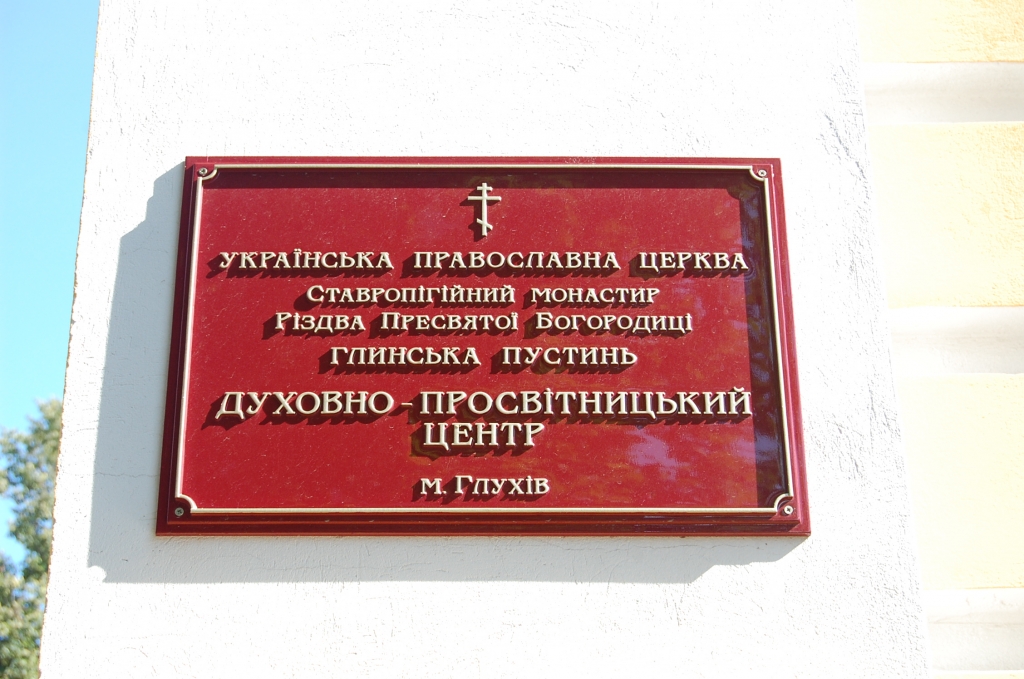 УКРАЇНСЬКА ПРАВОСЛАВНА ЦЕРКВА
Ставропігійний монастир
Різдва Пресвятої Богородиці
ГЛИНСЬКА ПУСТИНЬ
ДУХОВНО - ПРОСВІТНИЦЬКИЙ
ЦЕНТР
м. Глухів